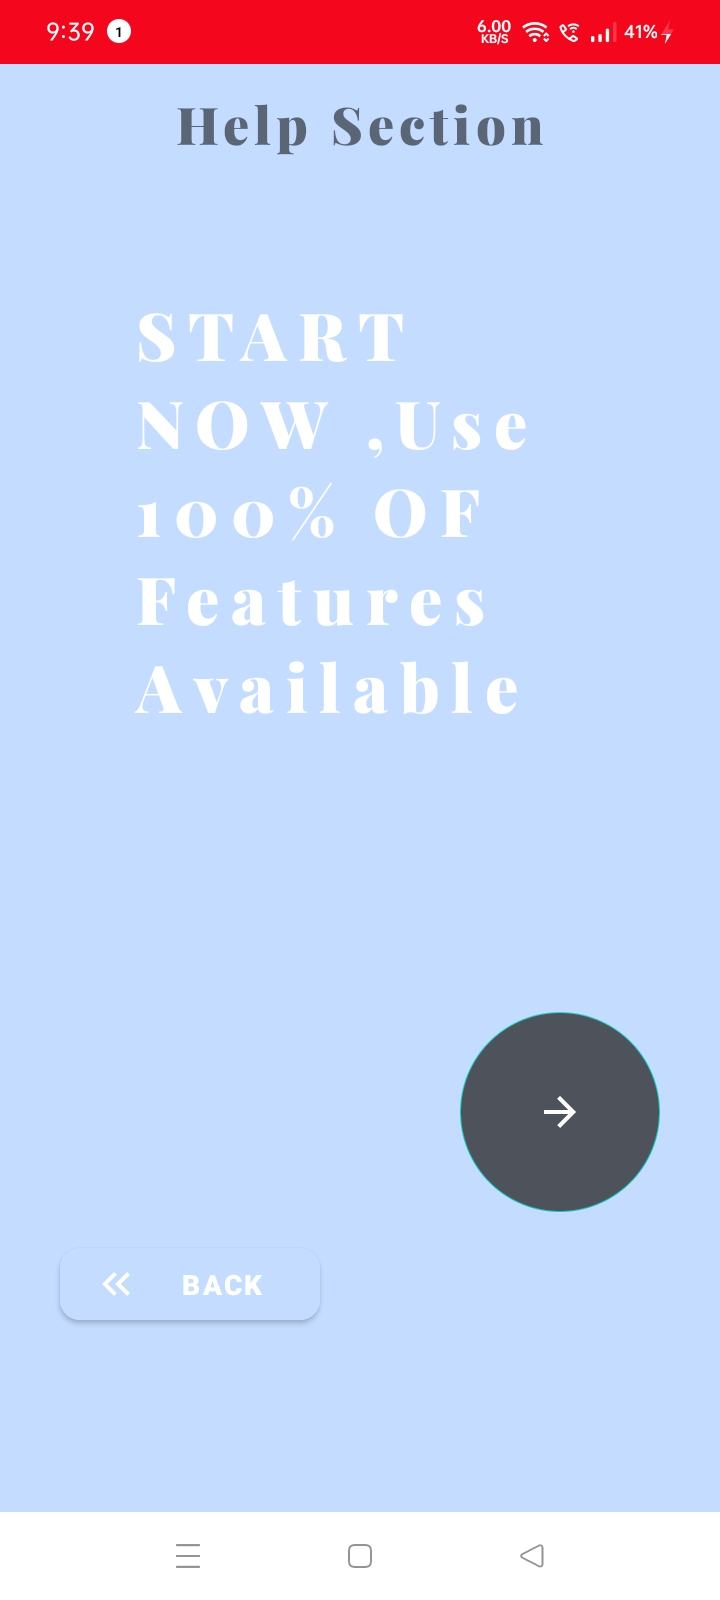 9:39 1 6.00 KB/S 41%
Help Section
START
NOW ,Use
100% OF
Features
Available
BACK